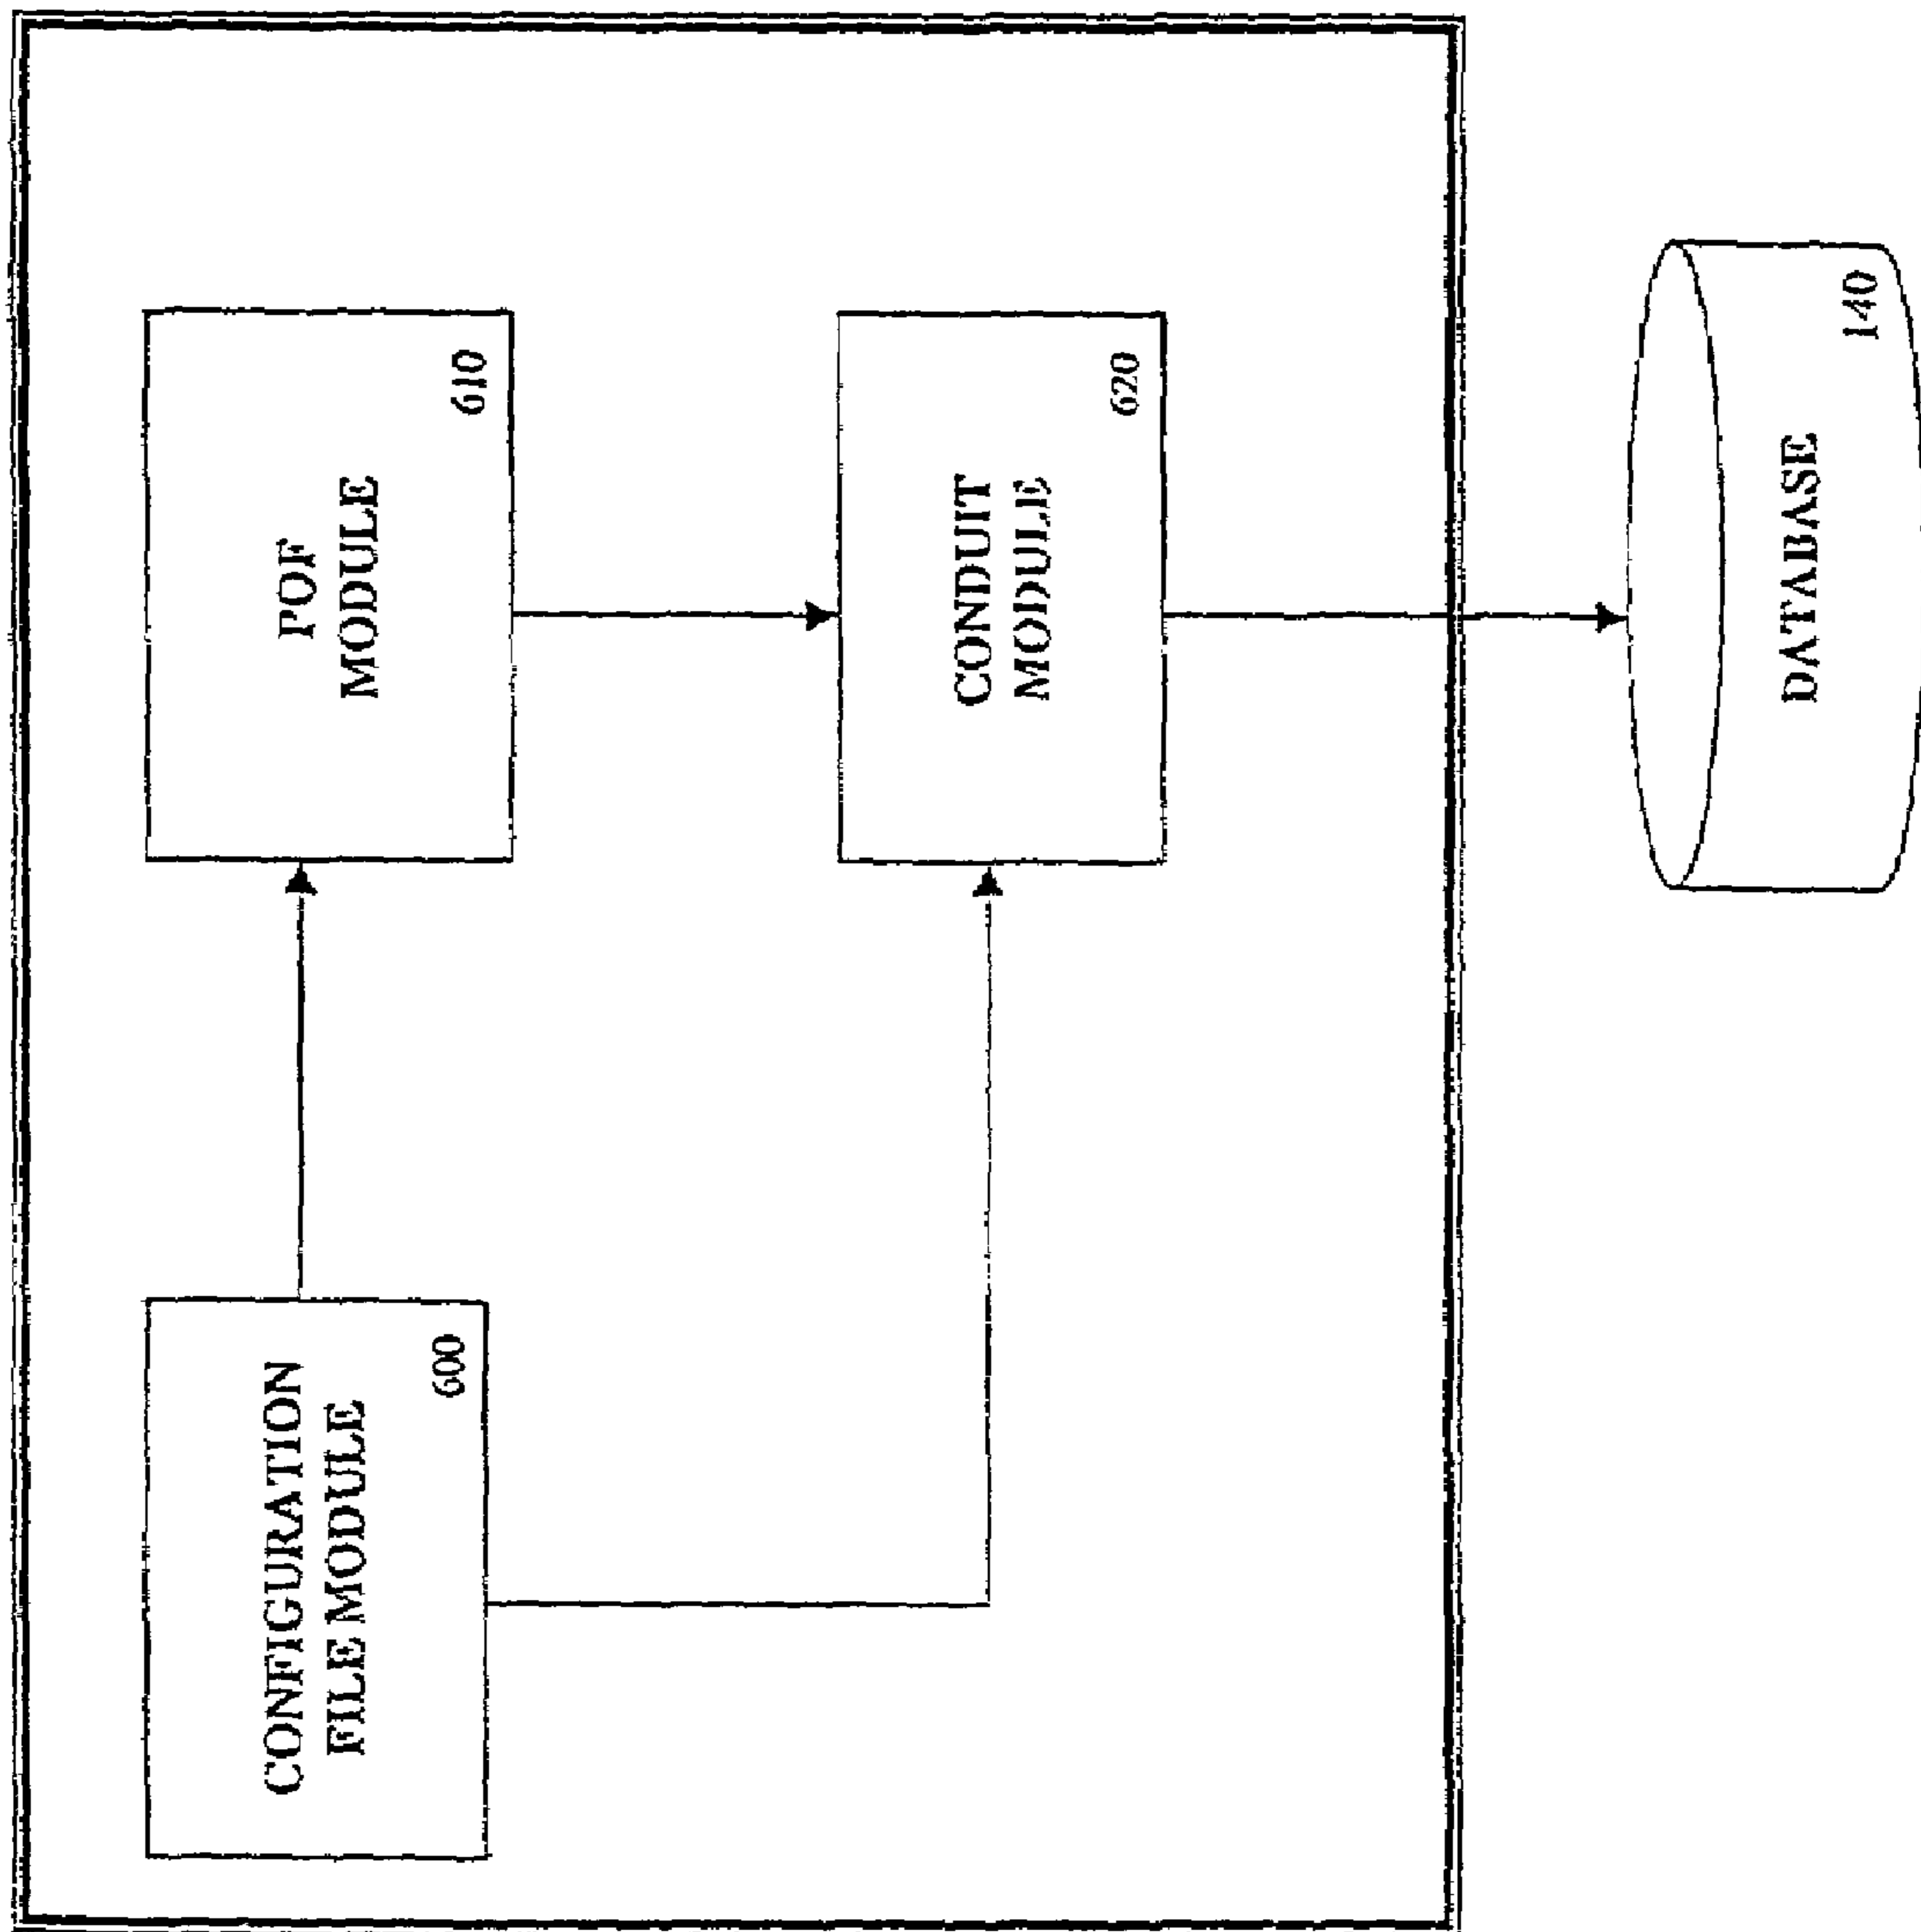 CONFIGURATION
FILE MODULE
600
POF
MODULE
610
CONDUIT
MODULE
620
DATABASE
140